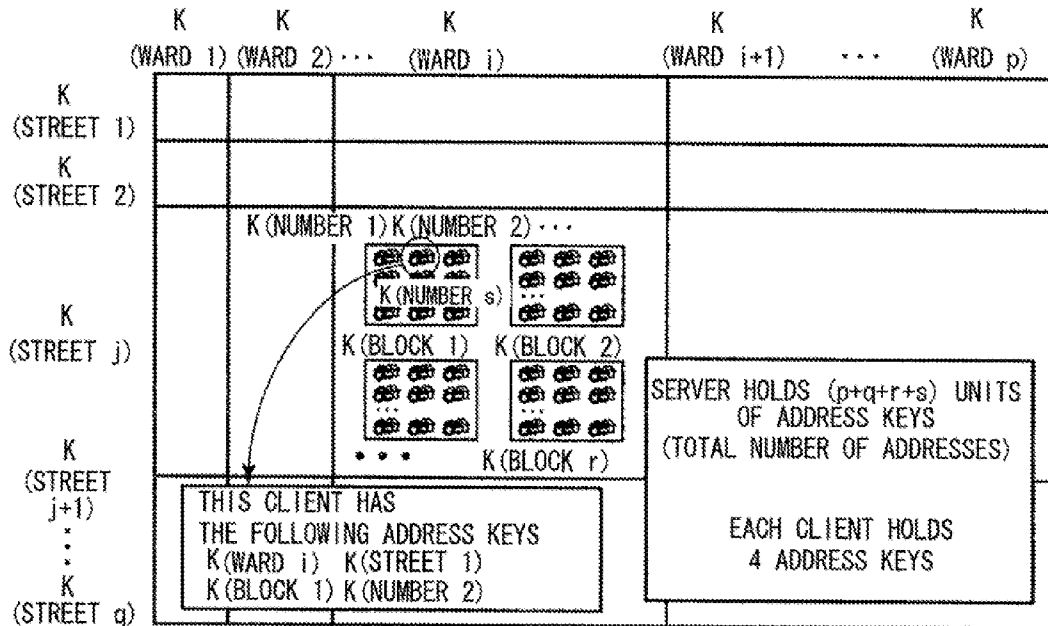 K K K K K
(WARD 1) (WARD 2) ··· (WARD i) (WARD i+1) ··· (WARD p)
K
(STREET 1)
K
(STREET 2)
K(NUMBER 1) K(NUMBER 2) ···
K(NUMBER s)
...
K
(STREET j)
K(BLOCK 1) K(BLOCK 2)
... ...
• • • K(BLOCK r)
K
(STREET
j+1)
K
(STREET q)
THIS CLIENT HAS
THE FOLLOWING ADDRESS KEYS
K(WARD i) K(STREET 1)
K(BLOCK 1) K(NUMBER 2)
SERVER HOLDS (p+q+r+s) UNITS
OF ADDRESS KEYS
(TOTAL NUMBER OF ADDRESSES)
EACH CLIENT HOLDS
4 ADDRESS KEYS